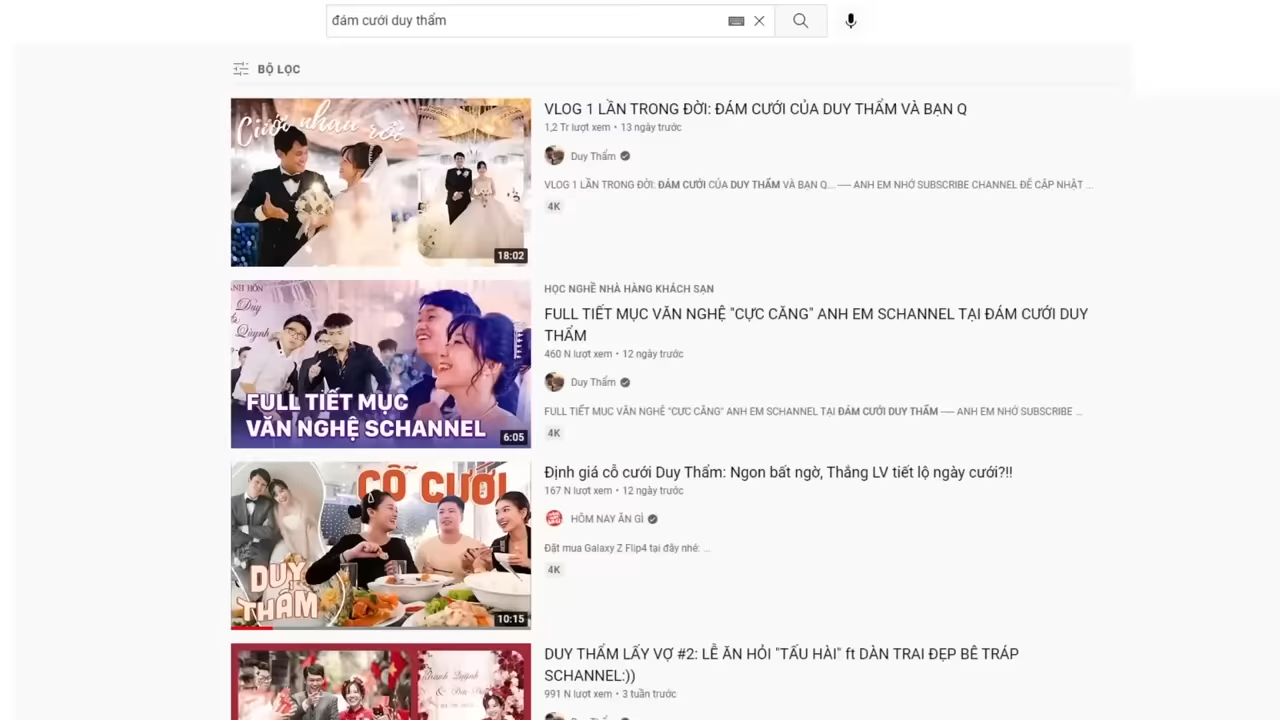 đám cưới duy thẩm
BỘ LỌC
Cưới nhau rồi
18:02
VLOG 1 LẦN TRONG ĐỜI: ĐÁM CƯỚI CỦA DUY THẨM VÀ BẠN Q
1,2 Tr lượt xem • 13 ngày trước
Duy Thẩm
VLOG 1 LẦN TRONG ĐỜI: ĐÁM CƯỚI CỦA DUY THẨM VÀ BẠN Q... ---- ANH EM NHỚ SUBSCRIBE CHANNEL ĐỂ CẬP NHẬT ...
4K
Duy
Quỳnh
FULL TIẾT MỤC
VĂN NGHỆ SCHANNEL
6:05
HỌC NGHỀ NHÀ HÀNG KHÁCH SẠN
FULL TIẾT MỤC VĂN NGHỆ "CỰC CĂNG" ANH EM SCHANNEL TẠI ĐÁM CƯỚI DUY
THẨM
460 N lượt xem • 12 ngày trước
Duy Thẩm
FULL TIẾT MỤC VĂN NGHỆ "CỰC CĂNG" ANH EM SCHANNEL TẠI ĐÁM CƯỚI DUY THẨM ---- ANH EM NHỚ SUBSCRIBE ...
4K
CỖ CƯỚI
DUY
THẨM
10:15
Định giá cỗ cưới Duy Thẩm: Ngon bất ngờ, Thắng LV tiết lộ ngày cưới?!!
167 N lượt xem • 12 ngày trước
HÔM NAY ĂN GÌ
Đặt mua Galaxy Z Flip4 tại đây nhé: ...
4K
DUY THẨM LẤY VỢ #2: LỄ ĂN HỎI "TẤU HÀI" ft DÀN TRAI ĐẸP BÊ TRÁP
SCHANNEL:))
991 N lượt xem • 3 tuần trước